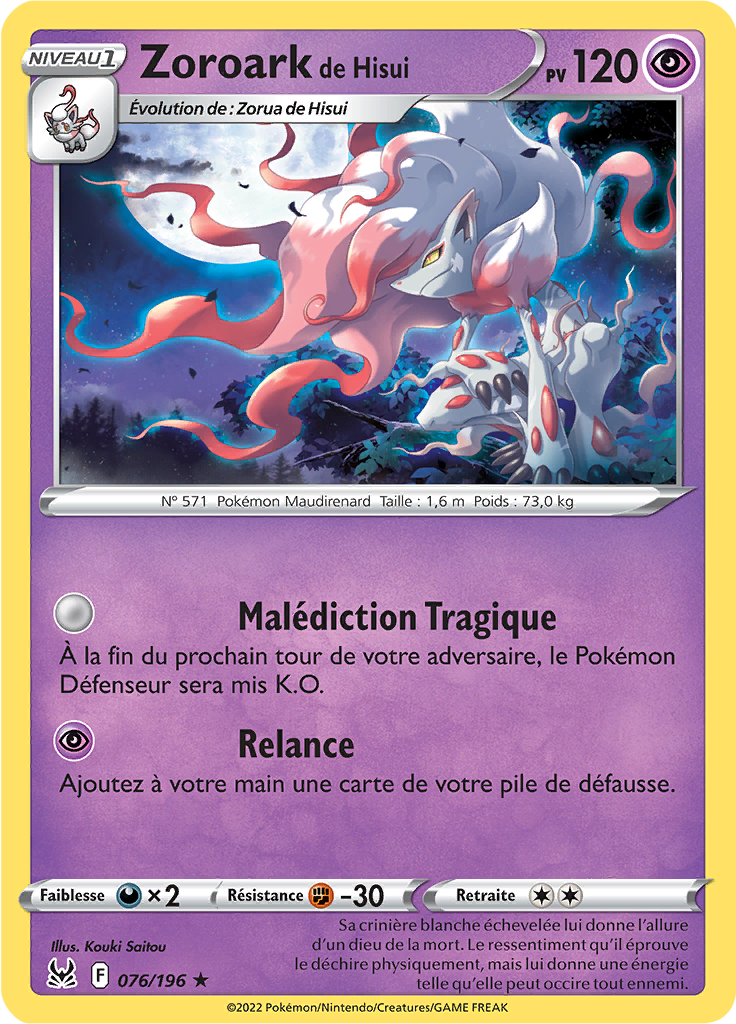 NIVEAU 1
Zoroark de Hisui
PV 120
Évolution de : Zorua de Hisui
Nº 571 Pokémon Maudirenard Taille : 1,6 m Poids : 73,0 kg
Malédiction Tragique
À la fin du prochain tour de votre adversaire, le Pokémon
Défenseur sera mis K.O.
Relance
Ajoutez à votre main une carte de votre pile de défausse.
Faiblesse ×2 Résistance -30 Retraite
Sa crinière blanche échevelée lui donne l'allure
d'un dieu de la mort. Le ressentiment qu'il éprouve
le déchire physiquement, mais lui donne une énergie
telle qu'elle peut occire tout ennemi.
Illus. Kouki Saitou
F 076/196 ★
©2022 Pokémon/Nintendo/Creatures/GAME FREAK